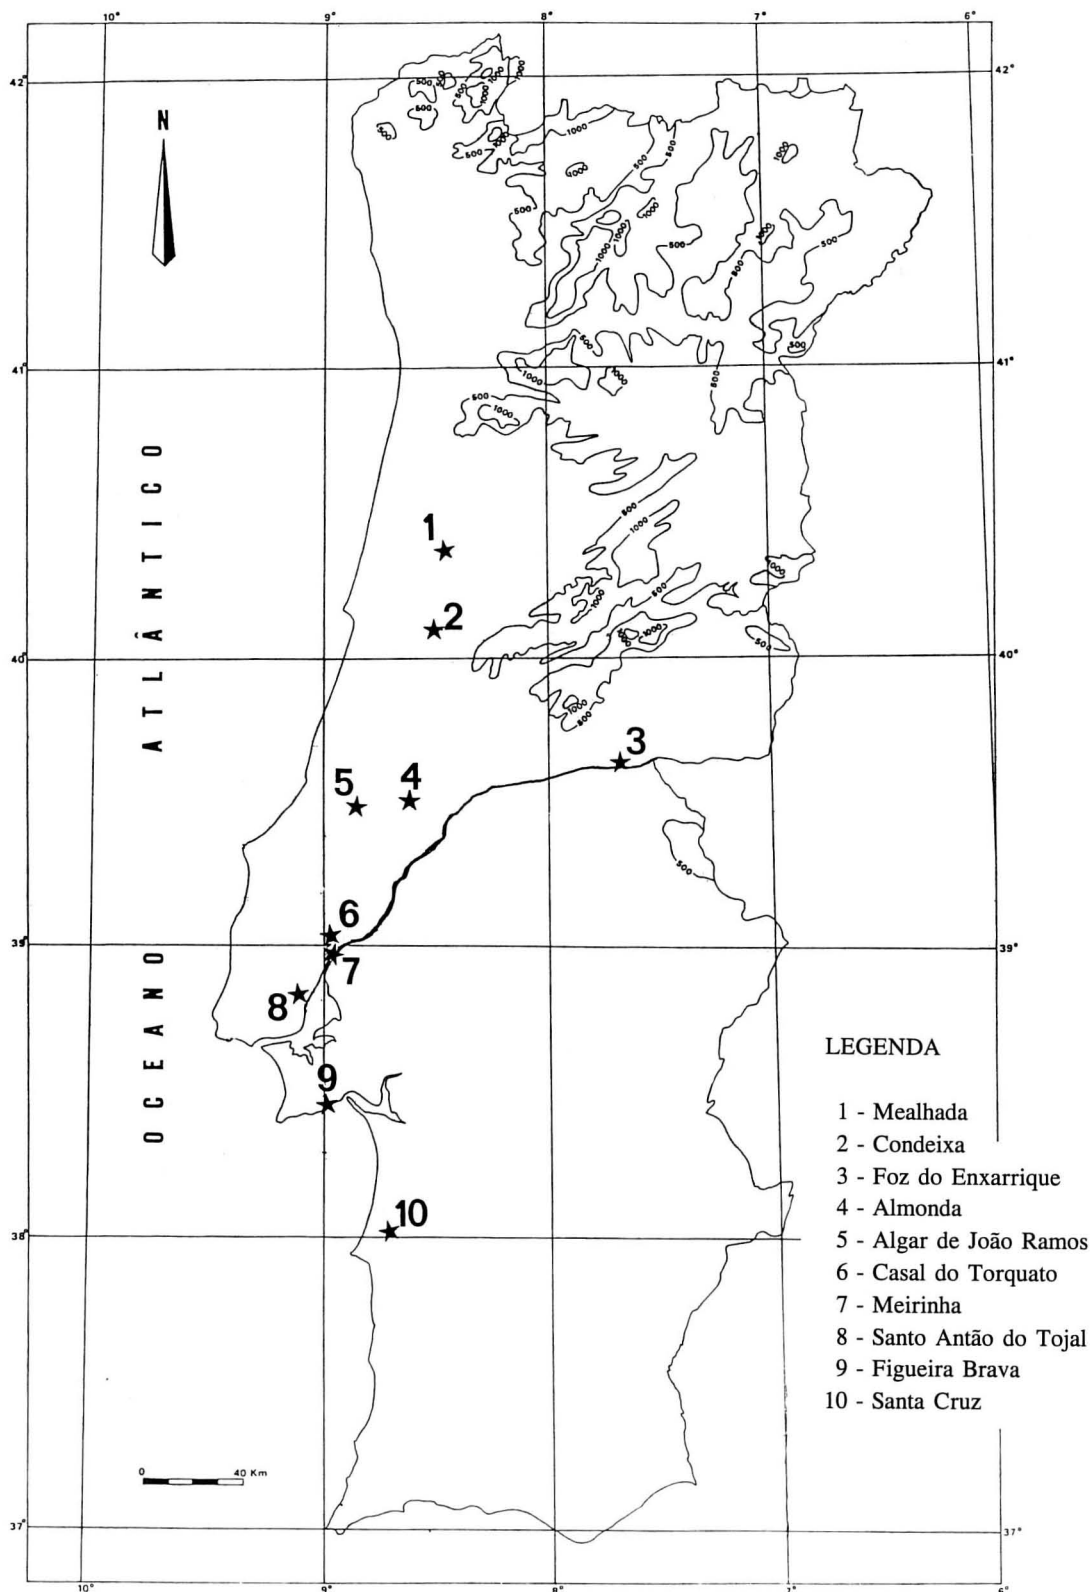 10° 9° 8° 7° 6°
42° 42°
N
41° 41°
40° 40°
39° 39°
38°
37° 37°
10° 9° 8° 7° 6°
OCEANO ATLÂNTICO
1
2
3
4
5
6
7
8
9
10
500
1000
LEGENDA
1 - Mealhada
2 - Condeixa
3 - Foz do Enxarrique
4 - Almonda
5 - Algar de João Ramos
6 - Casal do Torquato
7 - Meirinha
8 - Santo Antão do Tojal
9 - Figueira Brava
10 - Santa Cruz
0 40 Km